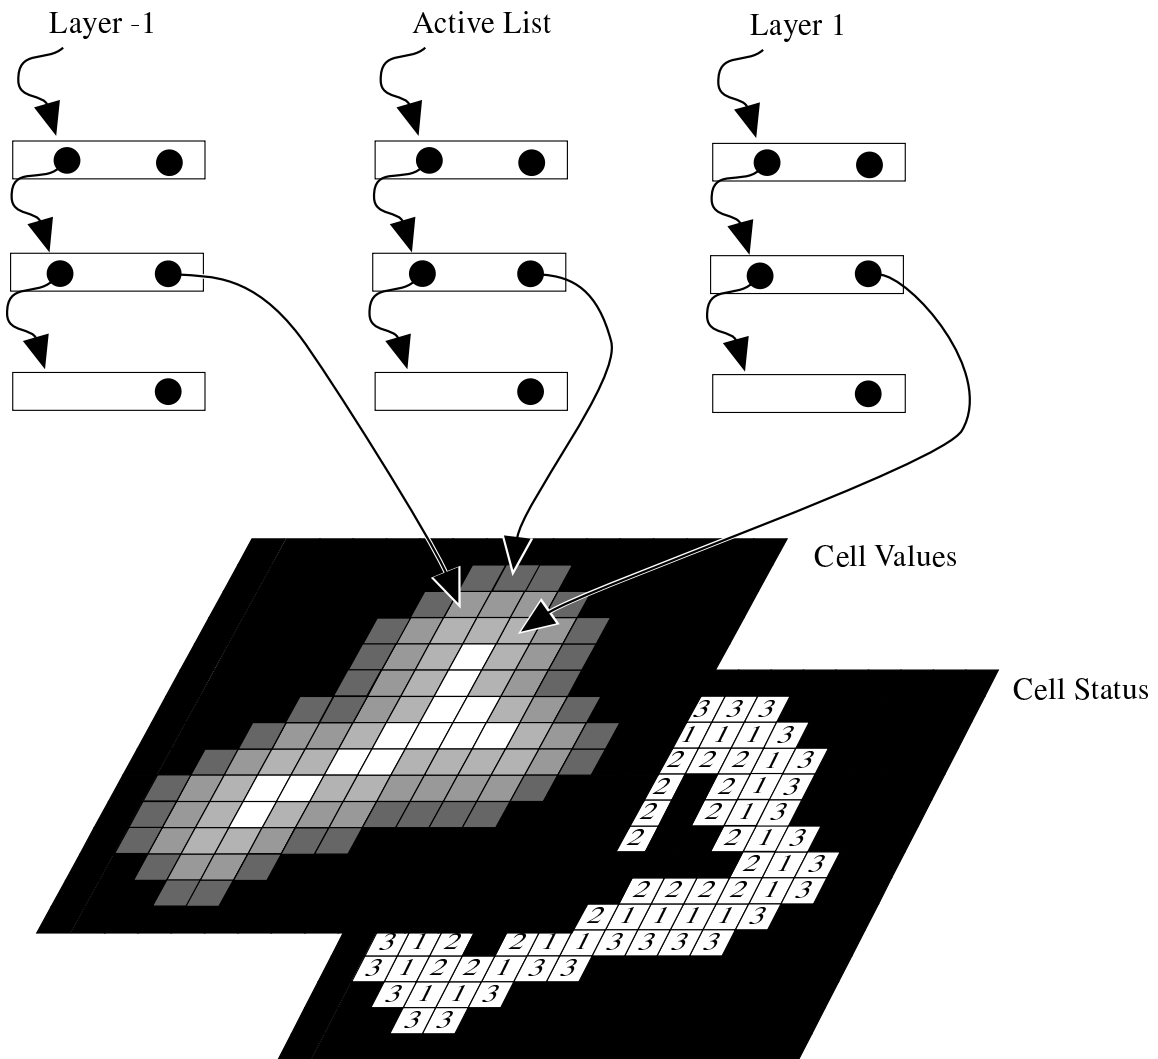 Layer -1
Active List
Layer 1
Cell Values
Cell Status
3 3 3
1 1 1 3
2 2 2 1 3
2 2 1 3
2 2 1 3
2 2 1 3
2 1 3
2 2 2 2 1 3
2 1 1 1 1 3
3 1 2 2 1 1 3 3 3 3
3 1 2 2 1 3 3
3 1 1 3
3 3